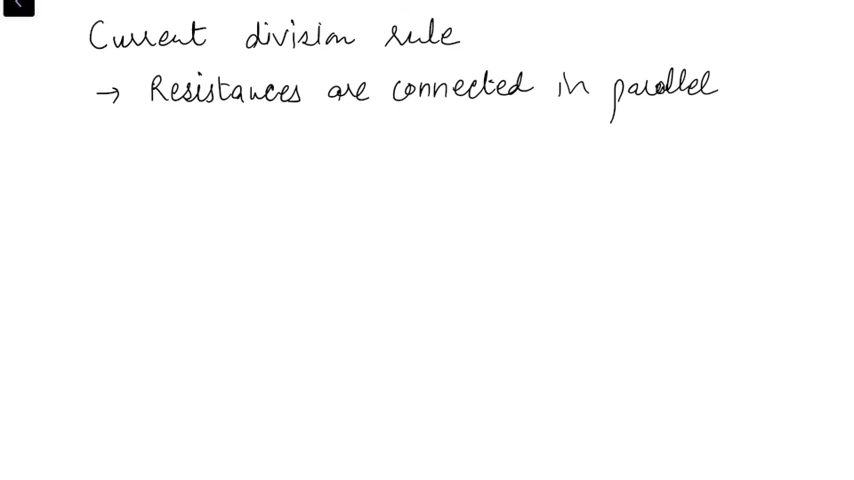 Current division rule
→ Resistances are connected in parallel